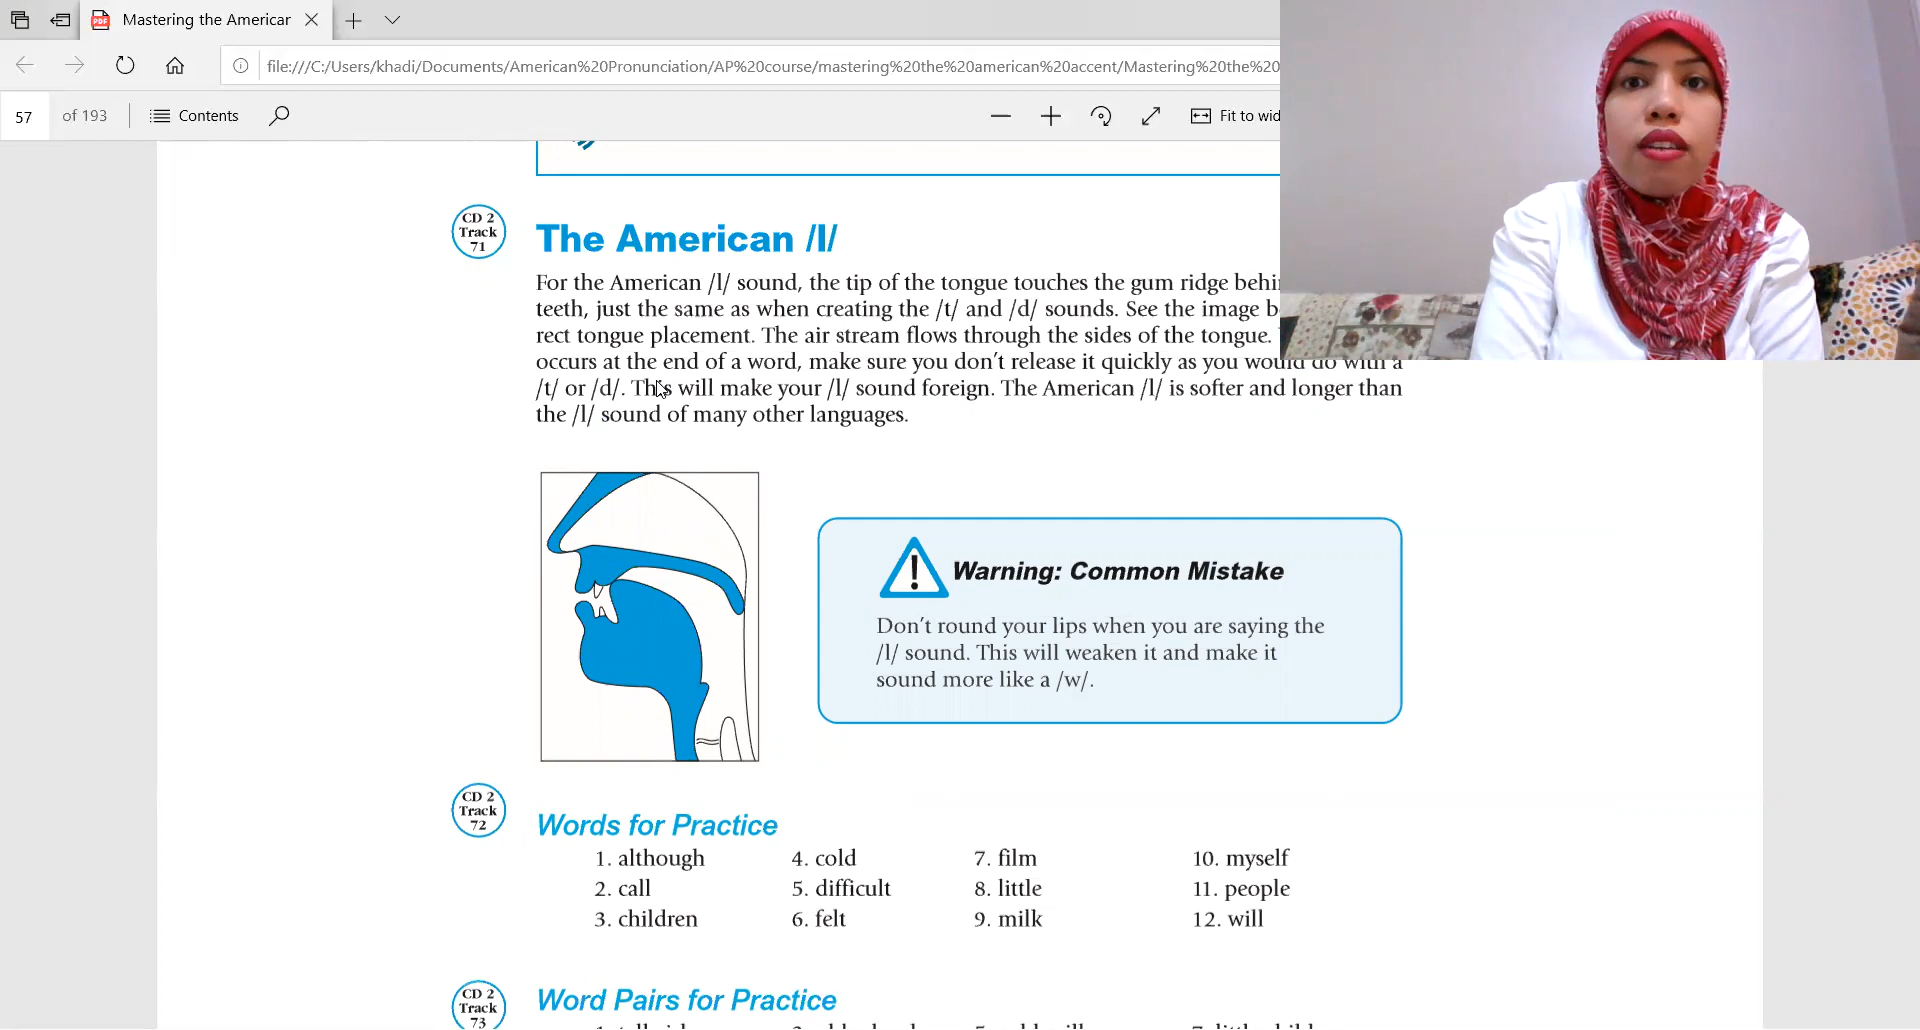 Mastering the American
file:///C:/Users/khadi/Documents/American%20Pronunciation/AP%20course/mastering%20the%20american%20accent/Mastering%20the%20
57 of 193 Contents Fit to
CD 2
Track
71
The American /l/
For the American /l/ sound, the tip of the tongue touches the gum ridge
teeth, just the same as when creating the /t/ and /d/ sounds. See the image
rect tongue placement. The air stream flows through the sides of the tongue.
occurs at the end of a word, make sure you don't release it quickly as you would do with a
/t/ or /d/. This will make your /l/ sound foreign. The American /l/ is softer and longer than
the /l/ sound of many other languages.
Warning: Common Mistake
Don't round your lips when you are saying the
/l/ sound. This will weaken it and make it
sound more like a /w/.
CD 2
Track
72
Words for Practice
1. although 4. cold 7. film 10. myself
2. call 5. difficult 8. little 11. people
3. children 6. felt 9. milk 12. will
CD 2
Track
73
Word Pairs for Practice